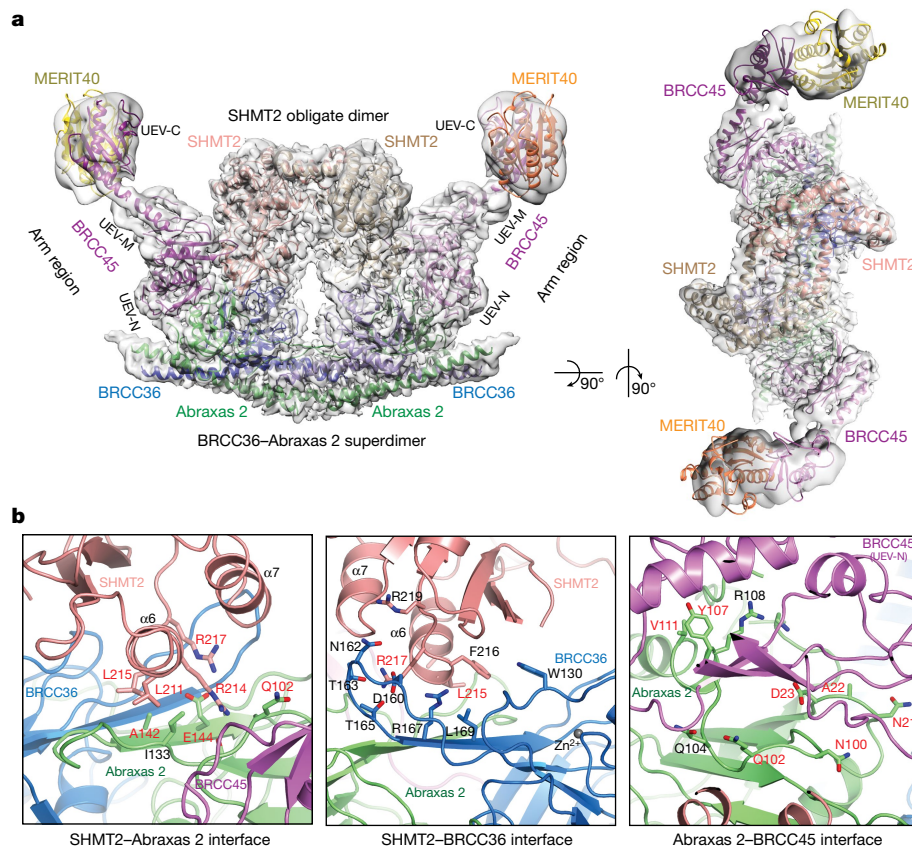 a
MERIT40
UEV-C
SHMT2 obligate dimer
SHMT2
SHMT2
UEV-C
MERIT40
UEV-M
BRCC45
Arm region
UEV-N
UEV-M
BRCC45
Arm region
UEV-N
BRCC36
Abraxas 2
Abraxas 2
BRCC36
BRCC36–Abraxas 2 superdimer
90°
90°
BRCC45
MERIT40
SHMT2
SHMT2
MERIT40
BRCC45
b
SHMT2
α7
α6
R217
BRCC36
L215
L211
R214
Q102
A142
I133
E144
Abraxas 2
BRCC45
SHMT2–Abraxas 2 interface
α7
SHMT2
R219
α6
N162
F216
R217
BRCC36
T163
D160
L215
W130
T165
R167
L169
Zn2+
Abraxas 2
SHMT2–BRCC36 interface
BRCC45
(UEV-N)
Y107
R108
V111
Abraxas 2
D23
A22
N21
Q104
Q102
N100
Abraxas 2–BRCC45 interface